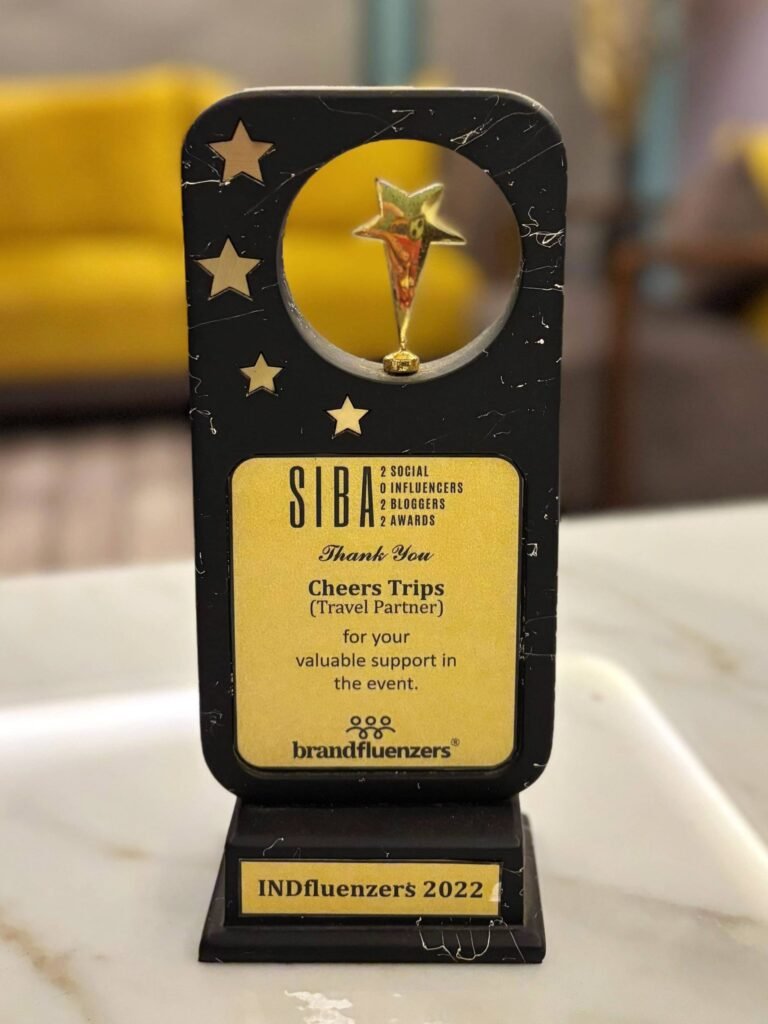 SIBA
2 SOCIAL
0 INFLUENCERS
2 BLOGGERS
2 AWARDS
Thank You
Cheers Trips
(Travel Partner)
for your
valuable support in
the event.
brandfluenzers®
INDfluenzers 2022